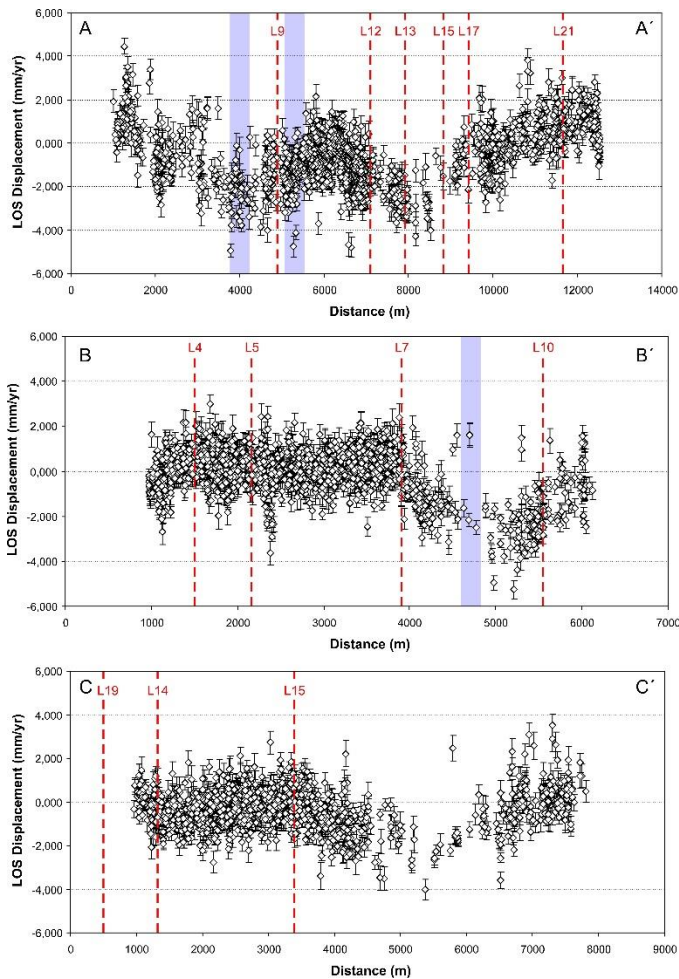 A A´
L9 L12 L13 L15 L17 L21
6,000
4,000
2,000
0,000
-2,000
-4,000
-6,000
LOS Displacement (mm/yr)
0 2000 4000 6000 8000 10000 12000 14000
Distance (m)
B B´
L4 L5 L7 L10
6,000
4,000
2,000
0,000
-2,000
-4,000
-6,000
LOS Displacement (mm/yr)
0 1000 2000 3000 4000 5000 6000 7000
Distance (m)
C C´
L19 L14 L15
6,000
4,000
2,000
0,000
-2,000
-4,000
-6,000
LOS Displacement (mm/yr)
0 1000 2000 3000 4000 5000 6000 7000 8000 9000
Distance (m)